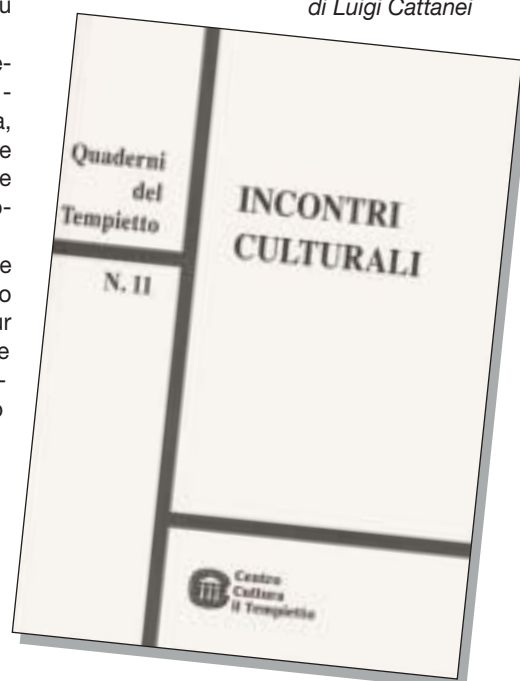 di Luigi Cattanei
Quaderni
del
Tempietto
N. 11
INCONTRI
CULTURALI
Centro
Cultura
il Tempietto